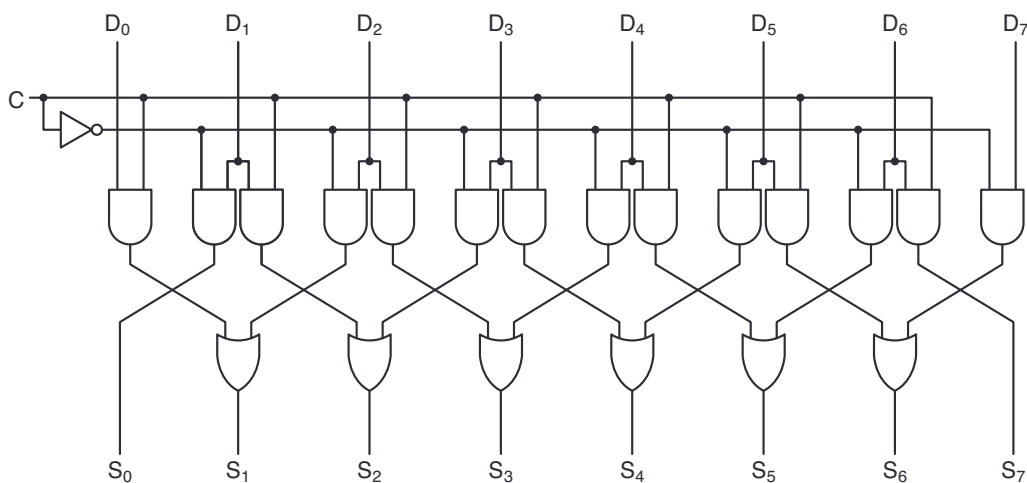 D₀ D₁ D₂ D₃ D₄ D₅ D₆ D₇
C
S₀ S₁ S₂ S₃ S₄ S₅ S₆ S₇